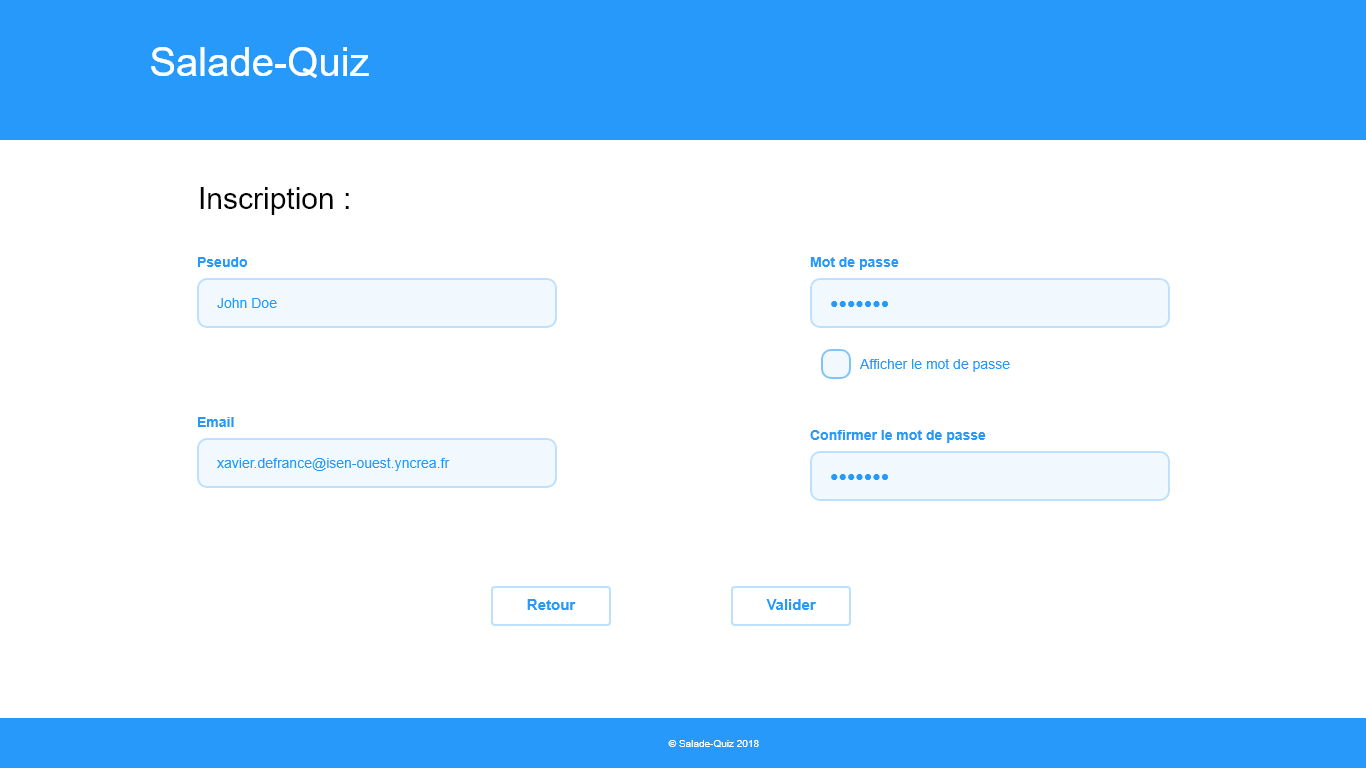 Salade-Quiz
Inscription :
Pseudo
John Doe
Mot de passe
●●●●●●●
Afficher le mot de passe
Email
xavier.defrance@isen-ouest.yncrea.fr
Confirmer le mot de passe
●●●●●●●
Retour
Valider
© Salade-Quiz 2018